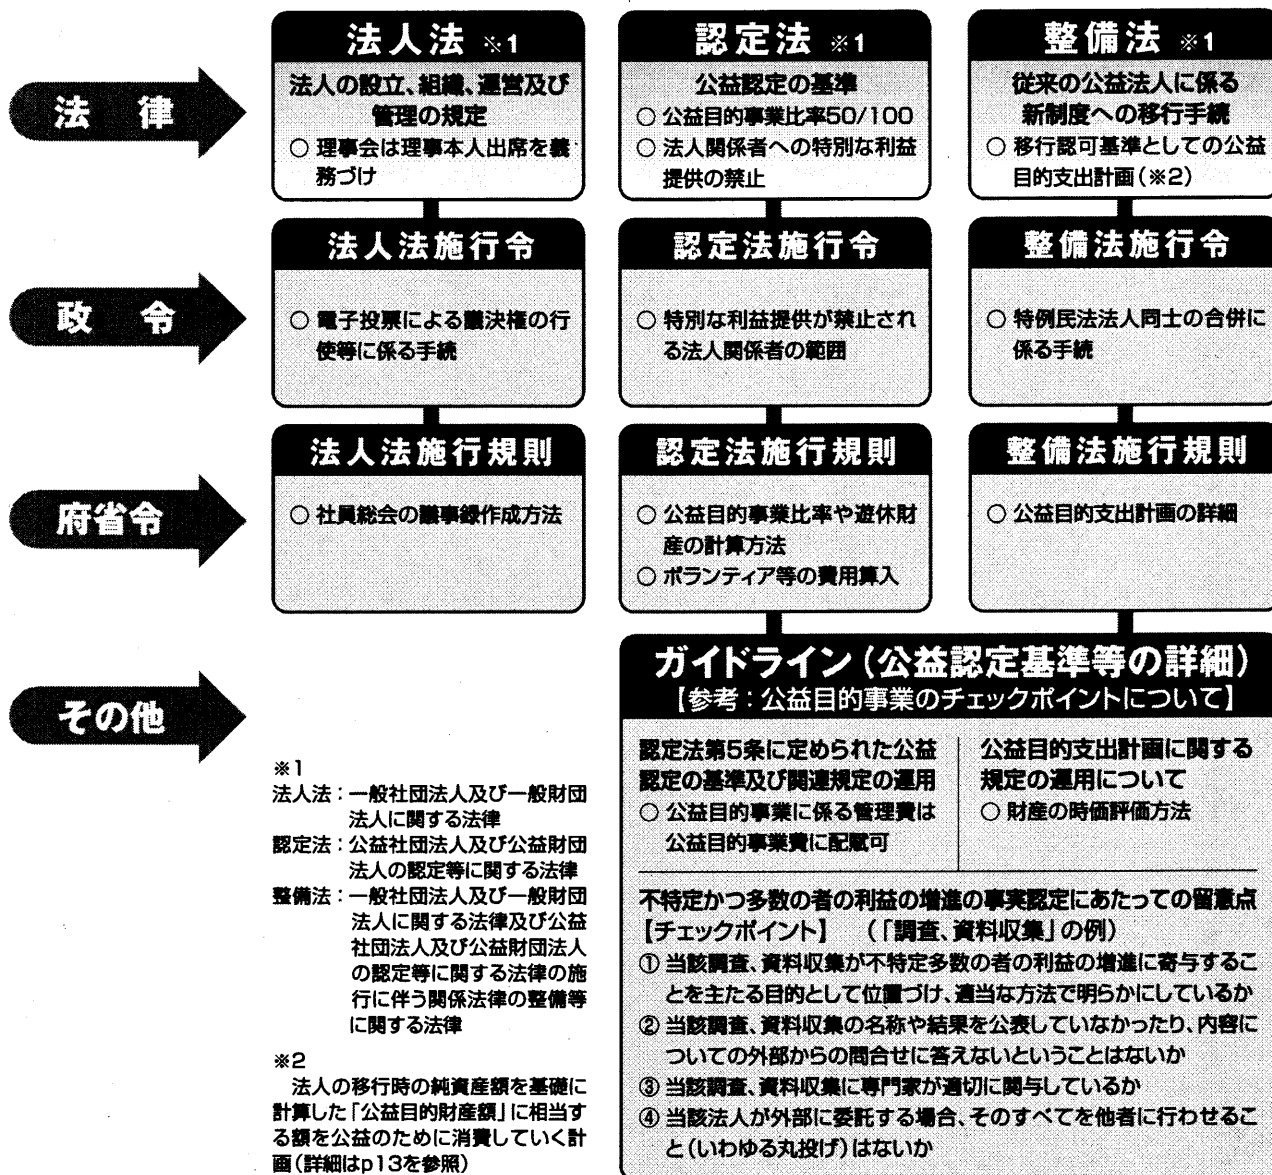 法律
法人法 ※1
法人の設立、組織、運営及び
管理の規定
○ 理事会は理事本人出席を義
務づけ
認定法 ※1
公益認定の基準
○ 公益目的事業比率50/100
○ 法人関係者への特別な利益
提供の禁止
整備法 ※1
従来の公益法人に係る
新制度への移行手続
○ 移行認可基準としての公益
目的支出計画(※2)
政令
法人法施行令
○ 電子投票による議決権の行
使等に係る手続
認定法施行令
○ 特別な利益提供が禁止され
る法人関係者の範囲
整備法施行令
○ 特例民法法人同士の合併に
係る手続
府省令
法人法施行規則
○ 社員総会の議事録作成方法
認定法施行規則
○ 公益目的事業比率や遊休財
産の計算方法
○ ボランティア等の費用算入
整備法施行規則
○ 公益目的支出計画の詳細
その他
ガイドライン(公益認定基準等の詳細)
【参考:公益目的事業のチェックポイントについて】
認定法第5条に定められた公益
認定の基準及び関連規定の運用
○ 公益目的事業に係る管理費は
公益目的事業費に配賦可
公益目的支出計画に関する
規定の運用について
○ 財産の時価評価方法
不特定かつ多数の者の利益の増進の事実認定にあたっての留意点
【チェックポイント】 (「調査、資料収集」の例)
① 当該調査、資料収集が不特定多数の者の利益の増進に寄与するこ
とを主たる目的として位置づけ、適当な方法で明らかにしているか
② 当該調査、資料収集の名称や結果を公表していなかったり、内容に
ついての外部からの問合せに答えないということはないか
③ 当該調査、資料収集に専門家が適切に関与しているか
④ 当該法人が外部に委託する場合、そのすべてを他者に行わせるこ
と(いわゆる丸投げ)はないか
※1
法人法:一般社団法人及び一般財団
法人に関する法律
認定法:公益社団法人及び公益財団
法人の認定等に関する法律
整備法:一般社団法人及び一般財団
法人に関する法律及び公益
社団法人及び公益財団法人
の認定等に関する法律の施
行に伴う関係法律の整備等
に関する法律
※2
法人の移行時の純資産額を基礎に
計算した「公益目的財産額」に相当す
る額を公益のために消費していく計
画(詳細はp13を参照)